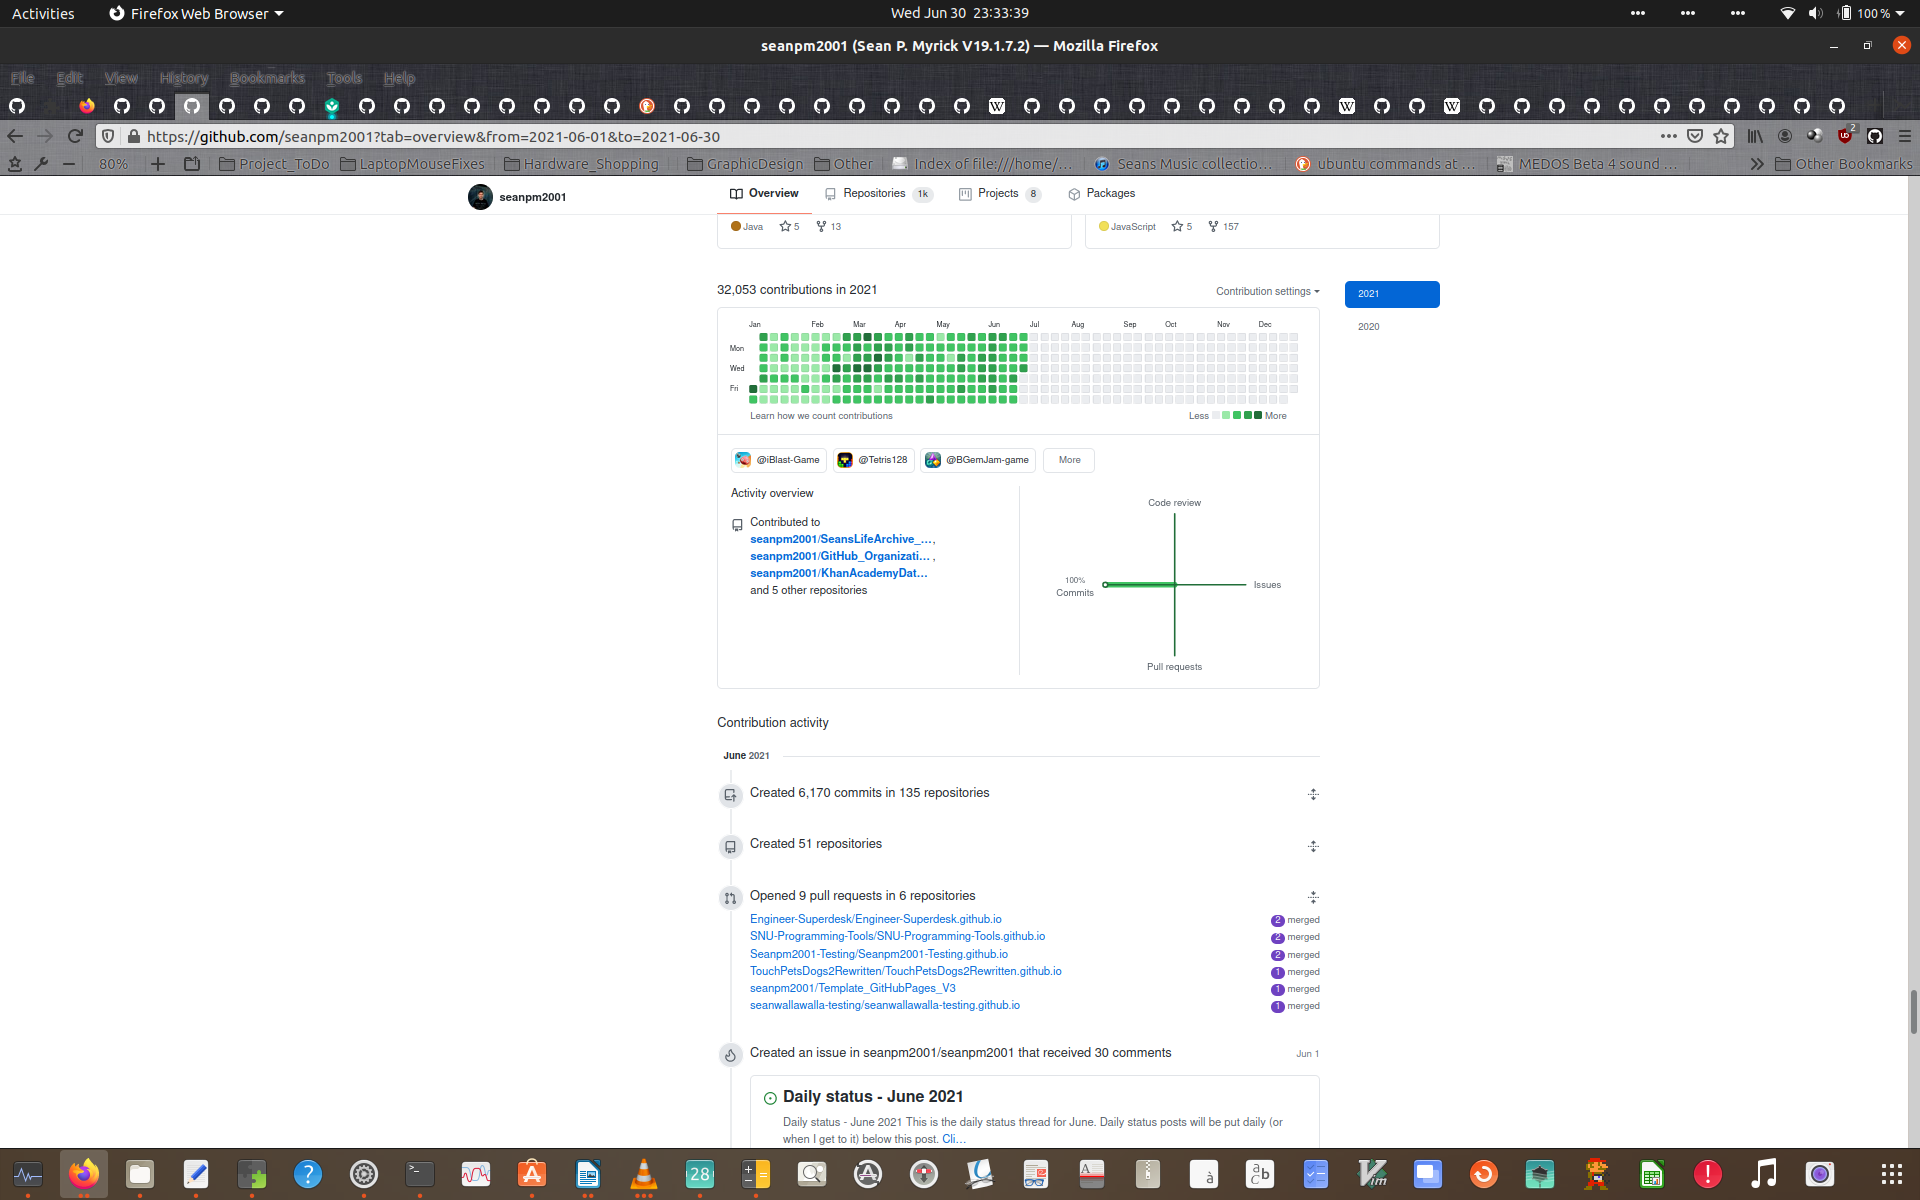 Activities
Firefox Web Browser
Wed Jun 30 23:33:39
100 %
seanpm2001 (Sean P. Myrick V19.1.7.2) — Mozilla Firefox
File Edit View History Bookmarks Tools Help
https://github.com/seanpm2001?tab=overview&from=2021-06-01&to=2021-06-30
2
80%
Project_ToDo
LaptopMouseFixes
Hardware_Shopping
GraphicDesign
Other
Index of file:///home/...
Seans Music collectio...
ubuntu commands at ...
MEDOS Beta 4 sound ...
Other Bookmarks
seanpm2001
Overview
Repositories 1k
Projects 8
Packages
Java 5 13
JavaScript 5 157
32,053 contributions in 2021
Contribution settings
2021
2020
Jan Feb Mar Apr May Jun Jul Aug Sep Oct Nov Dec
Mon
Wed
Fri
Learn how we count contributions
Less More
@iBlast-Game
@Tetris128
@BGemJam-game
More
Activity overview
Contributed to
seanpm2001/SeansLifeArchive_...,
seanpm2001/GitHub_Organizati... ,
seanpm2001/KhanAcademyDat...
and 5 other repositories
Code review
100%
Commits
Issues
Pull requests
Contribution activity
June 2021
Created 6,170 commits in 135 repositories
Created 51 repositories
Opened 9 pull requests in 6 repositories
Engineer-Superdesk/Engineer-Superdesk.github.io 2 merged
SNU-Programming-Tools/SNU-Programming-Tools.github.io 2 merged
Seanpm2001-Testing/Seanpm2001-Testing.github.io 2 merged
TouchPetsDogs2Rewritten/TouchPetsDogs2Rewritten.github.io 1 merged
seanpm2001/Template_GitHubPages_V3 1 merged
seanwallawalla-testing/seanwallawalla-testing.github.io 1 merged
Created an issue in seanpm2001/seanpm2001 that received 30 comments
Jun 1
Daily status - June 2021
Daily status - June 2021 This is the daily status thread for June. Daily status posts will be put daily (or
when I get to it) below this post. Cli...
28